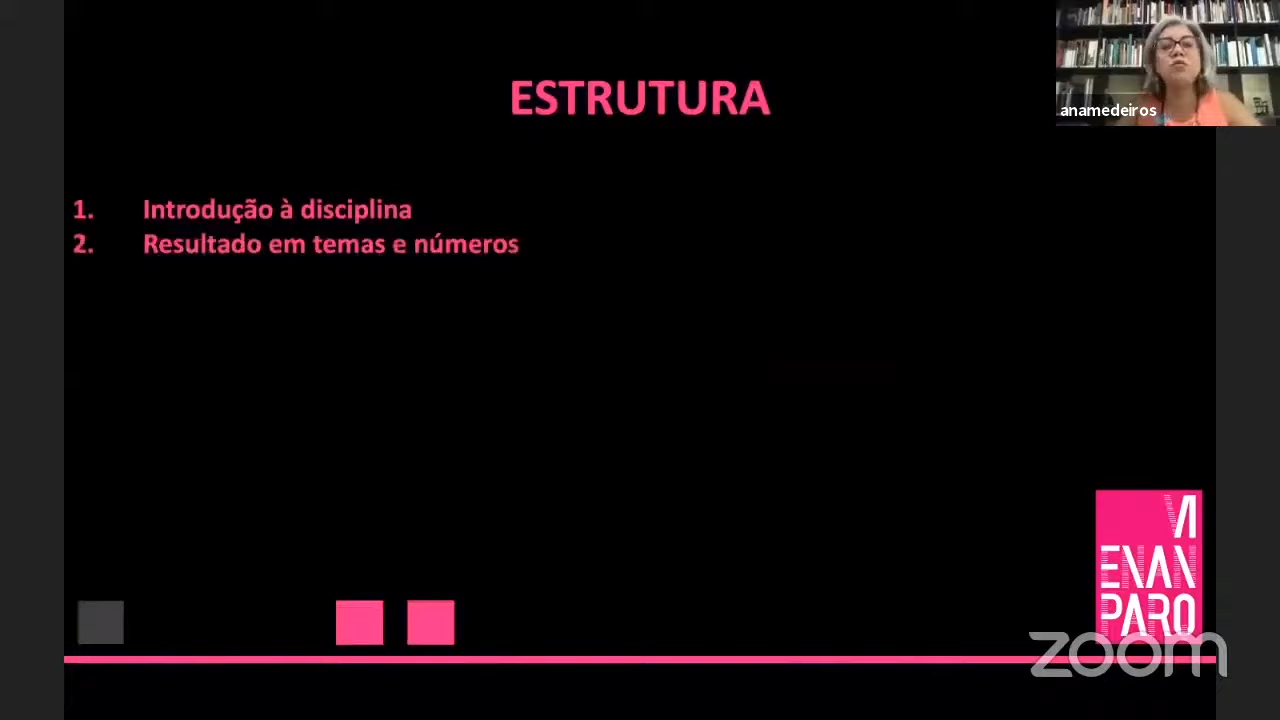 ESTRUTURA
anamedeiros
1. Introdução à disciplina
2. Resultado em temas e números
VI
ENAN
PARQ
zoom